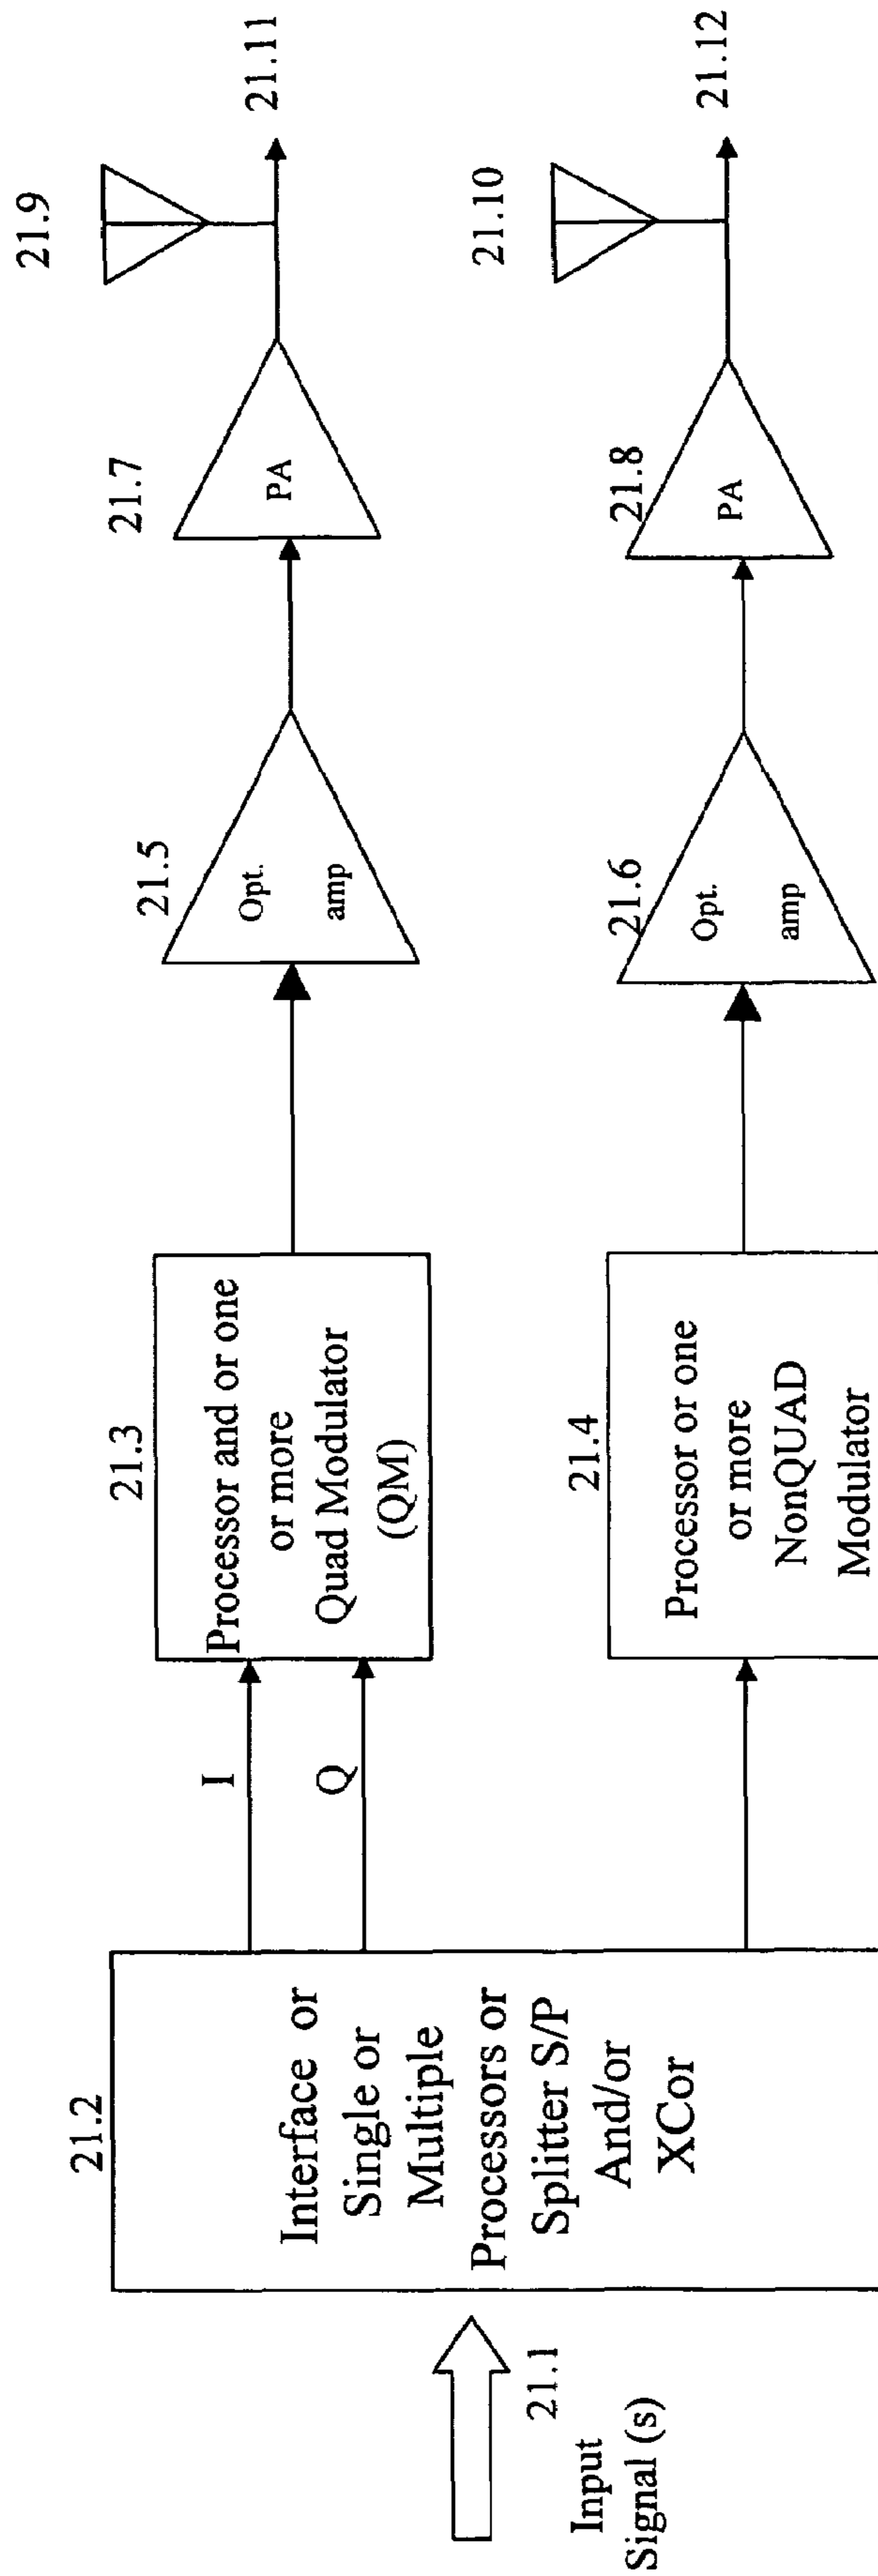 21.1
Input
Signal (s)
21.2
Interface or
Single or
Multiple
Processors or
Splitter S/P
And/or
XCor
I
Q
21.3
Processor and or one
or more
Quad Modulator
(QM)
21.5
Opt.
amp
21.7
PA
21.9
21.11
21.4
Processor or one
or more
NonQUAD
Modulator
21.6
Opt.
amp
21.8
PA
21.10
21.12